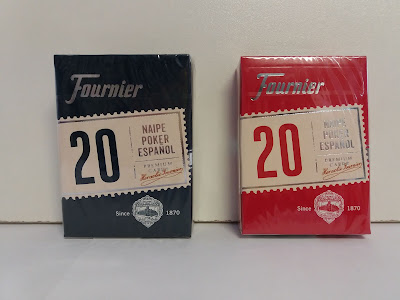 Fournier
20
NAIPE
POKER
ESPAÑOL
Since 1870
Fournier
20
NAIPE
POKER
ESPAÑOL
Since 1870